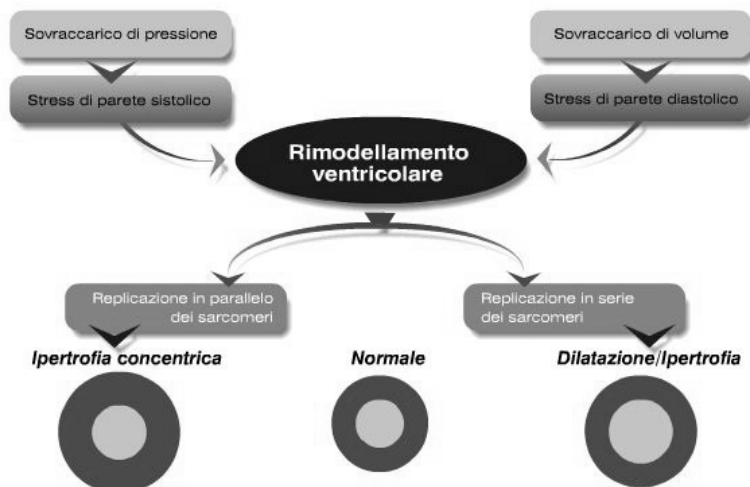 Sovraccarico di pressione
Sovraccarico di volume
Stress di parete sistolico
Stress di parete diastolico
Rimodellamento
ventricolare
Replicazione in parallelo
dei sarcomeri
Replicazione in serie
dei sarcomeri
Ipertrofia concentrica
Normale
Dilatazione/Ipertrofia